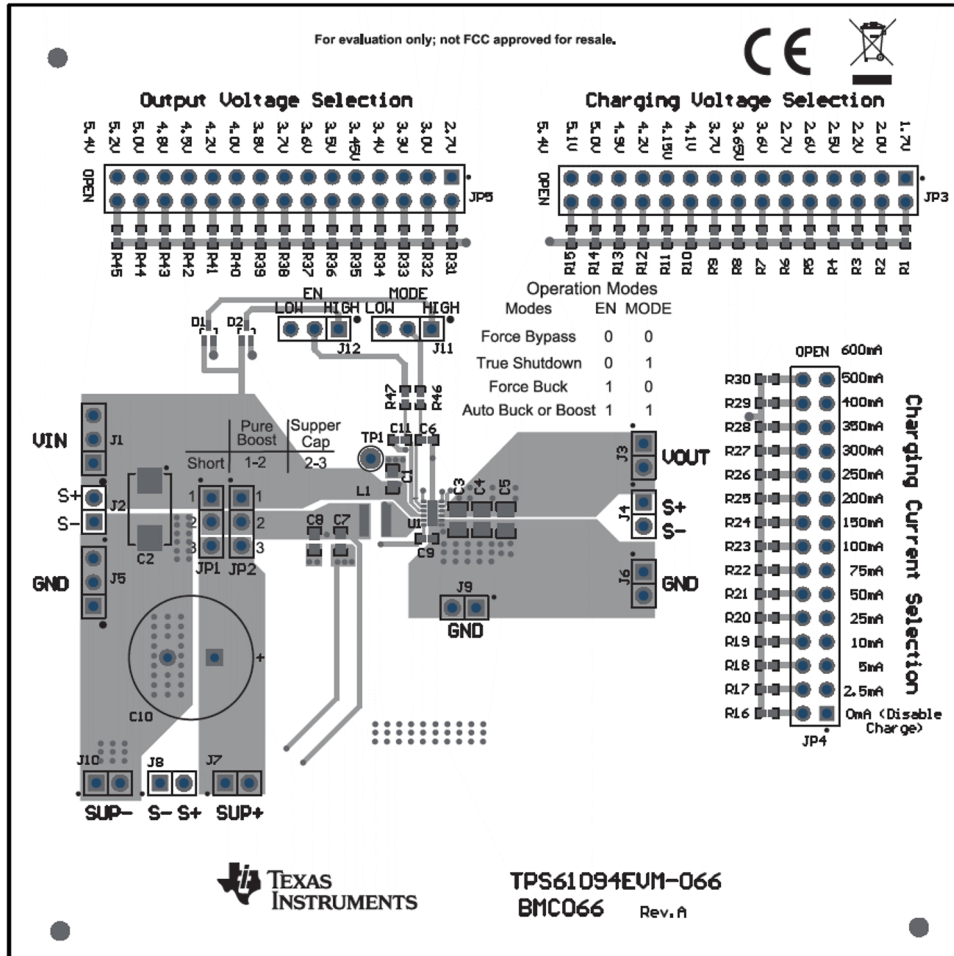 For evaluation only; not FCC approved for resale.
CE
Output Voltage Selection
Charging Voltage Selection
5.4V 5.2V 5.0V 4.8V 4.5V 4.2V 4.0V 3.8V 3.7V 3.6V 3.5V 3.45V 3.4V 3.3V 3.0V 2.7V
5.4V 5.1V 5.0V 4.9V 4.2V 4.15V 4.1V 3.7V 3.65V 3.6V 2.7V 2.6V 2.5V 2.2V 2.0V 1.7V
OPEN
JP5
OPEN
JP3
R45 R44 R43 R42 R41 R40 R39 R38 R37 R36 R35 R34 R33 R32 R31
R15 R14 R13 R12 R11 R10 R9 R8 R7 R6 R5 R4 R3 R2 R1
EN MODE
LOW HIGH LOW HIGH
D1 D2
J12 J11
Operation Modes
Modes EN MODE
Force Bypass 0 0
True Shutdown 0 1
Force Buck 1 0
Auto Buck or Boost 1 1
OPEN 600mA
R30 500mA
R29 400mA
R28 350mA
R27 300mA
R26 250mA
R25 200mA
R24 150mA
R23 100mA
R22 75mA
R21 50mA
R20 25mA
R19 10mA
R18 5mA
R17 2.5mA
R16 0mA (Disable
Charge)
JP4
Charging Current Selection
R47 R46
C11 C6
TP1
C1
VIN
J1
Pure
Boost
Supper
Cap
Short 1-2 2-3
S+
S-
J2
C2
1 1
2 2
3 3
JP1 JP2
L1
U1
C8 C7
C9
C3 C4 C5
J3
VOUT
J4
S+
S-
GND
J5
J6
GND
J9
GND
C10
+
J10 J8 J7
SUP- S- S+ SUP+
TEXAS
INSTRUMENTS
TPS61094EVM-066
BMC066 Rev.A